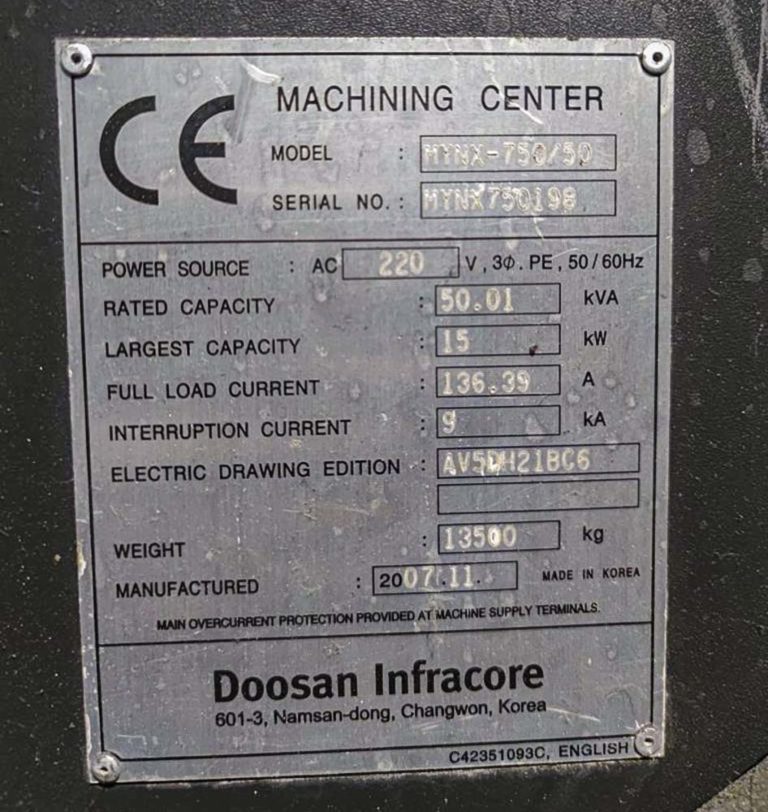 CE MACHINING CENTER
MODEL : MYNX-750/50
SERIAL NO. : MYNX750198
POWER SOURCE : AC 220 V, 3Φ. PE, 50/60Hz
RATED CAPACITY : 50.01 kVA
LARGEST CAPACITY : 15 kW
FULL LOAD CURRENT : 136.39 A
INTERRUPTION CURRENT : 9 kA
ELECTRIC DRAWING EDITION : AV5DH21BC6
WEIGHT : 13500 kg
MANUFACTURED : 2007.11. MADE IN KOREA
MAIN OVERCURRENT PROTECTION PROVIDED AT MACHINE SUPPLY TERMINALS.
Doosan Infracore
601-3, Namsan-dong, Changwon, Korea
C42351093C, ENGLISH